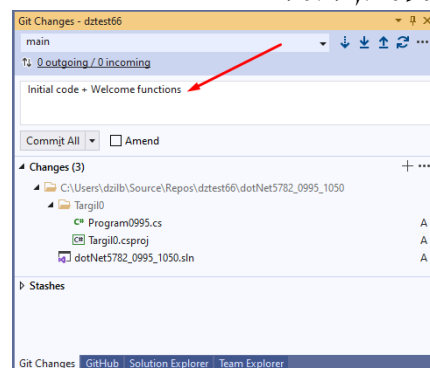 Git Changes - dztest66
main
0 outgoing / 0 incoming
Initial code + Welcome functions
Commit All Amend
Changes (3)
C:\Users\dzilb\Source\Repos\dztest66\dotNet5782_0995_1050
Targil0
C# Program0995.cs A
C# Targil0.csproj A
dotNet5782_0995_1050.sln A
Stashes
Git Changes GitHub Solution Explorer Team Explorer